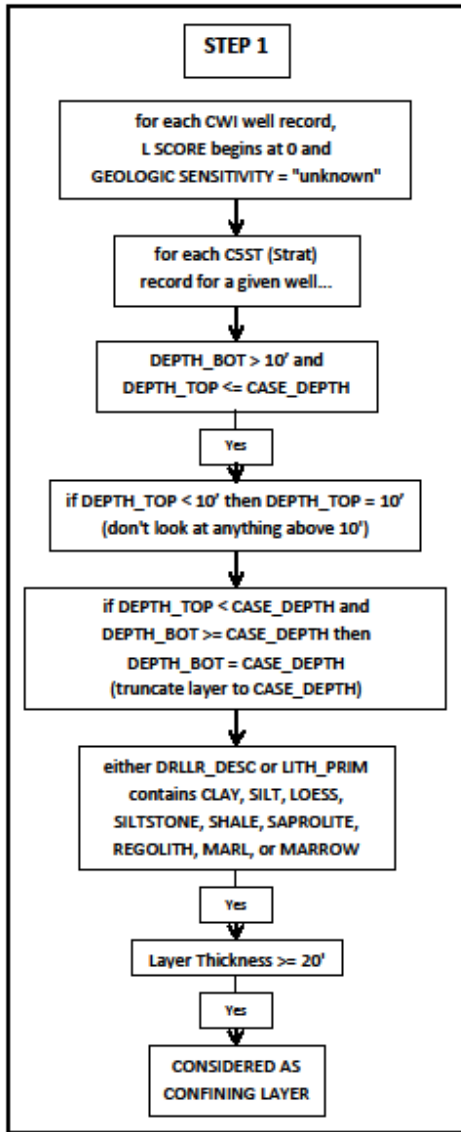 STEP 1
for each CWI well record,
L SCORE begins at 0 and
GEOLOGIC SENSITIVITY = "unknown"
for each C5ST (Strat)
record for a given well...
DEPTH_BOT > 10' and
DEPTH_TOP <= CASE_DEPTH
Yes
if DEPTH_TOP < 10' then DEPTH_TOP = 10'
(don't look at anything above 10')
if DEPTH_TOP < CASE_DEPTH and
DEPTH_BOT >= CASE_DEPTH then
DEPTH_BOT = CASE_DEPTH
(truncate layer to CASE_DEPTH)
either DRLLR_DESC or LITH_PRIM
contains CLAY, SILT, LOESS,
SILTSTONE, SHALE, SAPROLITE,
REGOLITH, MARL, or MARROW
Yes
Layer Thickness >= 20'
Yes
CONSIDERED AS
CONFINING LAYER